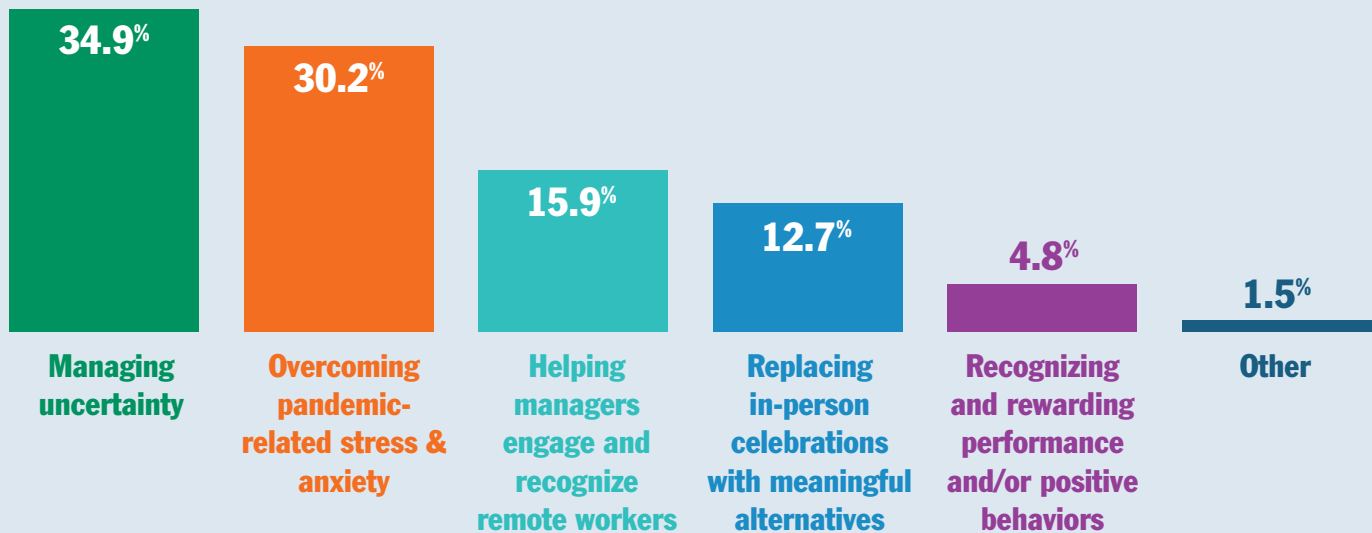 34.9%
30.2%
15.9%
12.7%
4.8%
1.5%
Managing
uncertainty
Overcoming
pandemic-
related stress &
anxiety
Helping
managers
engage and
recognize
remote workers
Replacing
in-person
celebrations
with meaningful
alternatives
Recognizing
and rewarding
performance
and/or positive
behaviors
Other